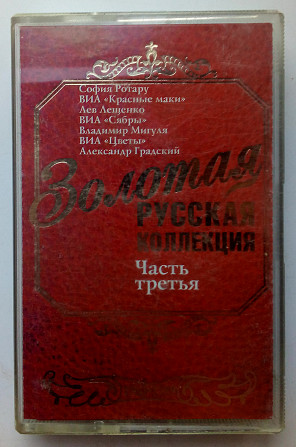 София Ротару
ВИА «Красные маки»
Лев Лещенко
ВИА «Сябры»
Владимир Мигуля
ВИА «Цветы»
Александр Градский
Золотая
РУССКАЯ
КОЛЛЕКЦИЯ
Часть
третья